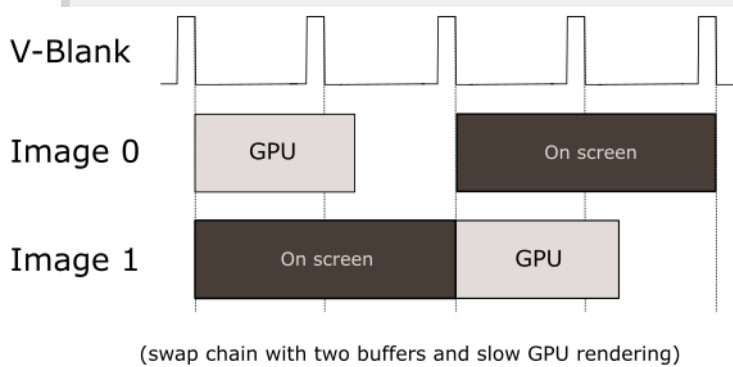 V-Blank
Image 0
GPU
On screen
Image 1
On screen
GPU
(swap chain with two buffers and slow GPU rendering)